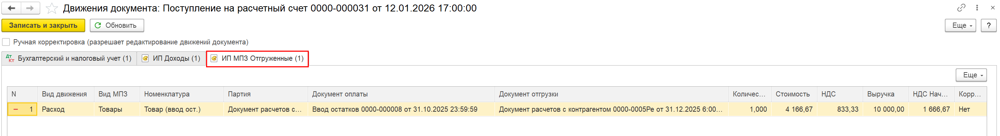 Движения документа: Поступление на расчетный счет 0000-000031 от 12.01.2026 17:00:00
Записать и закрыть Обновить Еще ?
Ручная корректировка (разрешает редактирование движений документа)
Дт Кт Бухгалтерский и налоговый учет (1) ИП Доходы (1) ИП МПЗ Отгруженные (1)
Еще
N Вид движения Вид МПЗ Номенклатура Партия Документ оплаты Документ отгрузки Количес... Стоимость НДС Выручка НДС Нач... Корр...
1 Расход Товары Товар (ввод ост.) Документ расчетов с... Ввод остатков 0000-000008 от 31.10.2025 23:59:59 Документ расчетов с контрагентом 0000-0005Ре от 31.12.2025 6:00... 1,000 4 166,67 833,33 10 000,00 1 666,67 Нет